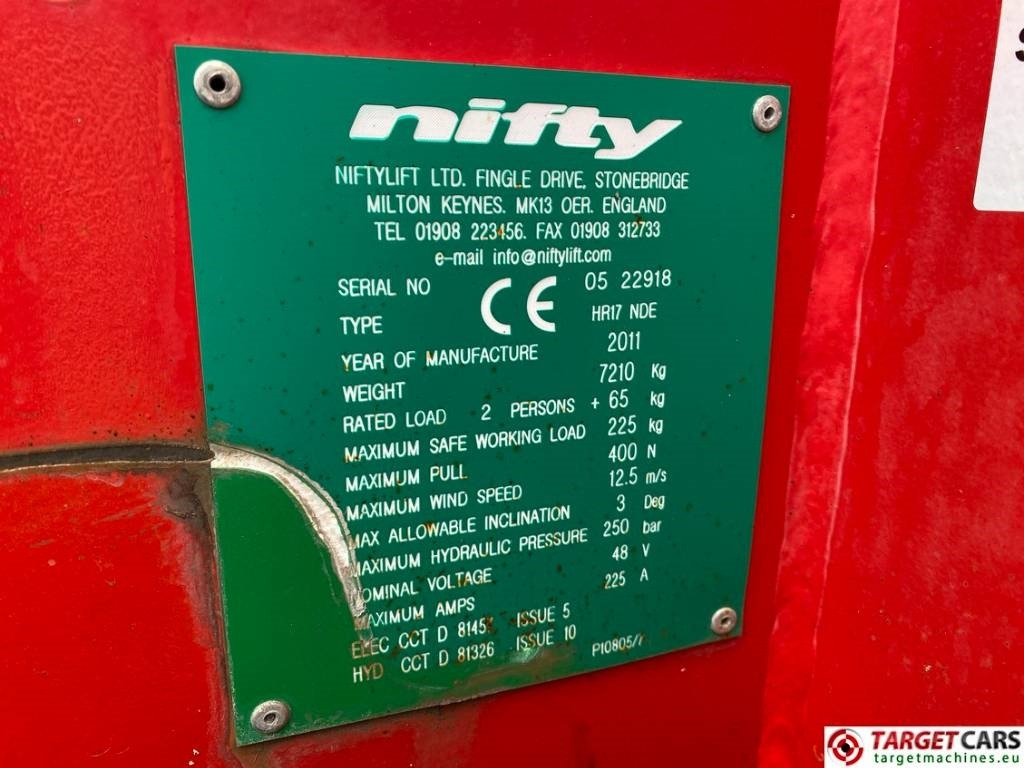 nifty
NIFTYLIFT LTD. FINGLE DRIVE, STONEBRIDGE
MILTON KEYNES. MK13 OER. ENGLAND
TEL 01908 223456. FAX 01908 312733
e-mail info@niftylift.com
SERIAL NO CE 05 22918
TYPE HR17 NDE
YEAR OF MANUFACTURE 2011
WEIGHT 7210 Kg
RATED LOAD 2 PERSONS + 65 kg
MAXIMUM SAFE WORKING LOAD 225 kg
MAXIMUM PULL 400 N
MAXIMUM WIND SPEED 12.5 m/s
MAX ALLOWABLE INCLINATION 3 Deg
MAXIMUM HYDRAULIC PRESSURE 250 bar
NOMINAL VOLTAGE 48 V
MAXIMUM AMPS 225 A
ELEC CCT D ISSUE 5
HYD CCT D 81326 ISSUE 10
TARGETCARS
targetmachines.eu